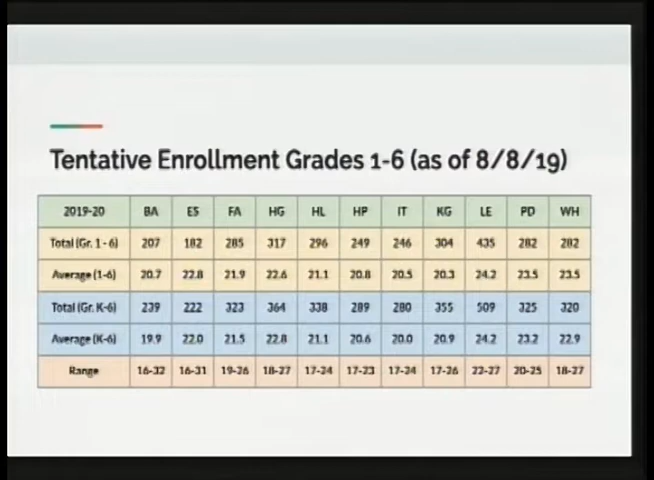 Tentative Enrollment Grades 1-6 (as of 8/8/19)
2019-20 BA ES FA HG HL HP IT KG LE PD WH
Total (Gr. 1 - 6) 207 182 285 317 296 249 246 304 435 282 282
Average (1-6) 20.7 22.8 21.9 22.6 21.1 20.8 20.5 20.3 24.2 23.5 23.5
Total (Gr. K-6) 239 222 323 364 338 289 280 355 509 325 320
Average (K-6) 19.9 22.0 21.5 22.8 21.1 20.6 20.0 20.9 24.2 23.2 22.9
Range 16-32 16-31 19-26 18-27 17-24 17-23 17-24 17-26 22-27 20-25 18-27